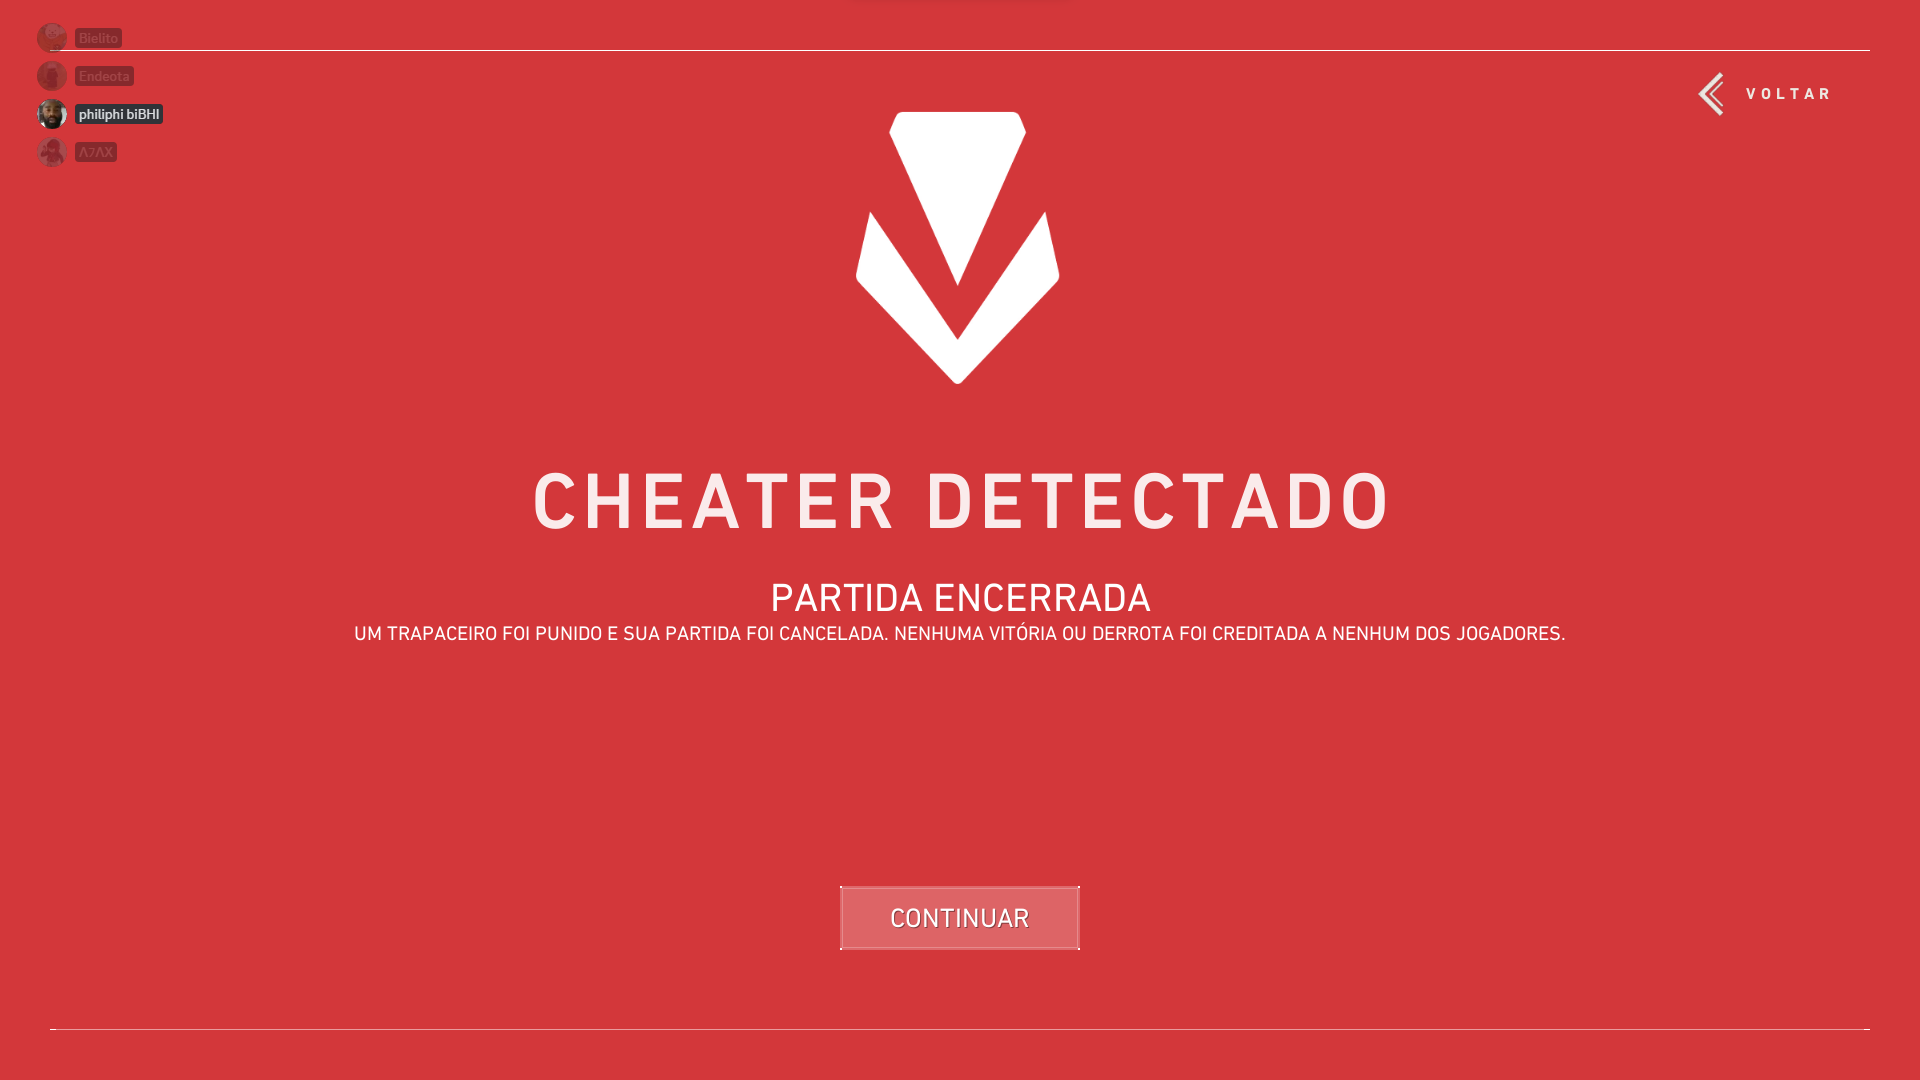 Bielito
Endeota
philiphi biBHI
Λ7ΛX
VOLTAR
CHEATER DETECTADO
PARTIDA ENCERRADA
UM TRAPACEIRO FOI PUNIDO E SUA PARTIDA FOI CANCELADA. NENHUMA VITÓRIA OU DERROTA FOI CREDITADA A NENHUM DOS JOGADORES.
CONTINUAR